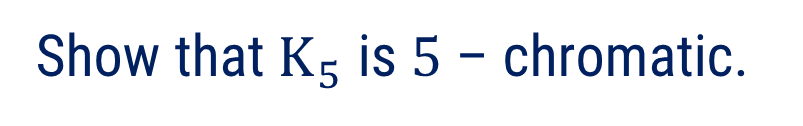 Show that K₅ is 5 – chromatic.